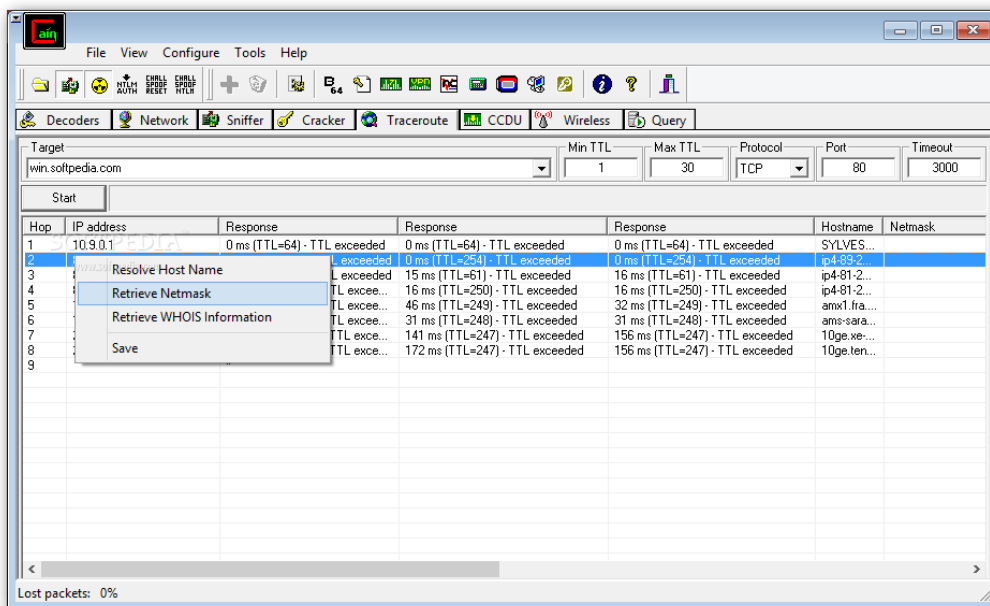 Cain
File View Configure Tools Help
NTLM AUTH CHALL SPOOF RESET CHALL SPOOF NTLM B64 VPN
Decoders Network Sniffer Cracker Traceroute CCDU Wireless Query
Target Min TTL Max TTL Protocol Port Timeout
win.softpedia.com 1 30 TCP 80 3000
Start
Hop IP address Response Response Response Hostname Netmask
SOFTPEDIA
1 10.9.0.1 0 ms (TTL=64) - TTL exceeded 0 ms (TTL=64) - TTL exceeded 0 ms (TTL=64) - TTL exceeded SYLVES...
2 L exceeded 0 ms (TTL=254) - TTL exceeded 0 ms (TTL=254) - TTL exceeded ip4-89-2...
Resolve Host Name
3 L exceeded 15 ms (TTL=61) - TTL exceeded 16 ms (TTL=61) - TTL exceeded ip4-81-2...
4 TL excee... 16 ms (TTL=250) - TTL exceeded 16 ms (TTL=250) - TTL exceeded ip4-81-2...
Retrieve Netmask
5 TL excee... 46 ms (TTL=249) - TTL exceeded 32 ms (TTL=249) - TTL exceeded amx1.fra....
Retrieve WHOIS Information
6 TL excee... 31 ms (TTL=248) - TTL exceeded 31 ms (TTL=248) - TTL exceeded ams-sara...
7 TTL exce... 141 ms (TTL=247) - TTL exceeded 156 ms (TTL=247) - TTL exceeded 10ge.xe-...
Save
8 TTL exce... 172 ms (TTL=247) - TTL exceeded 156 ms (TTL=247) - TTL exceeded 10ge.ten...
9
Lost packets: 0%